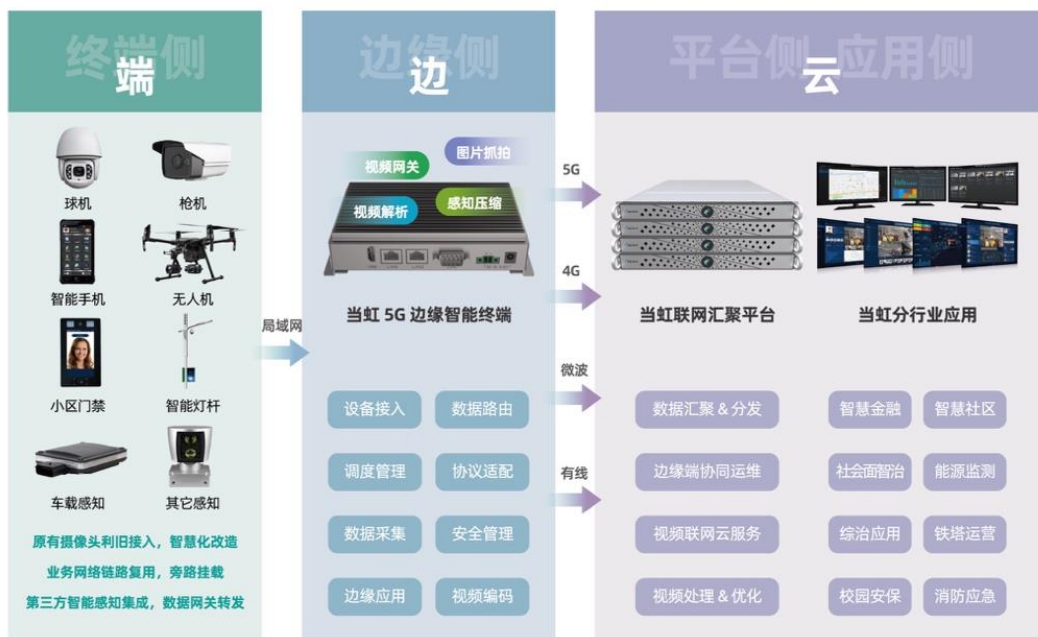 终端侧
端
球机
枪机
智能手机
无人机
小区门禁
智能灯杆
车载感知
其它感知
原有摄像头利旧接入，智慧化改造
业务网络链路复用，旁路挂载
第三方智能感知集成，数据网关转发
局域网
边缘侧
边
视频网关
图片抓拍
视频解析
感知压缩
当虹 5G 边缘智能终端
设备接入
数据路由
调度管理
协议适配
数据采集
安全管理
边缘应用
视频编码
5G
4G
微波
有线
平台侧 应用侧
云
当虹联网汇聚平台
当虹分行业应用
数据汇聚 & 分发
边缘端协同运维
视频联网云服务
视频处理 & 优化
智慧金融
智慧社区
社会面智治
能源监测
综治应用
铁塔运营
校园安保
消防应急